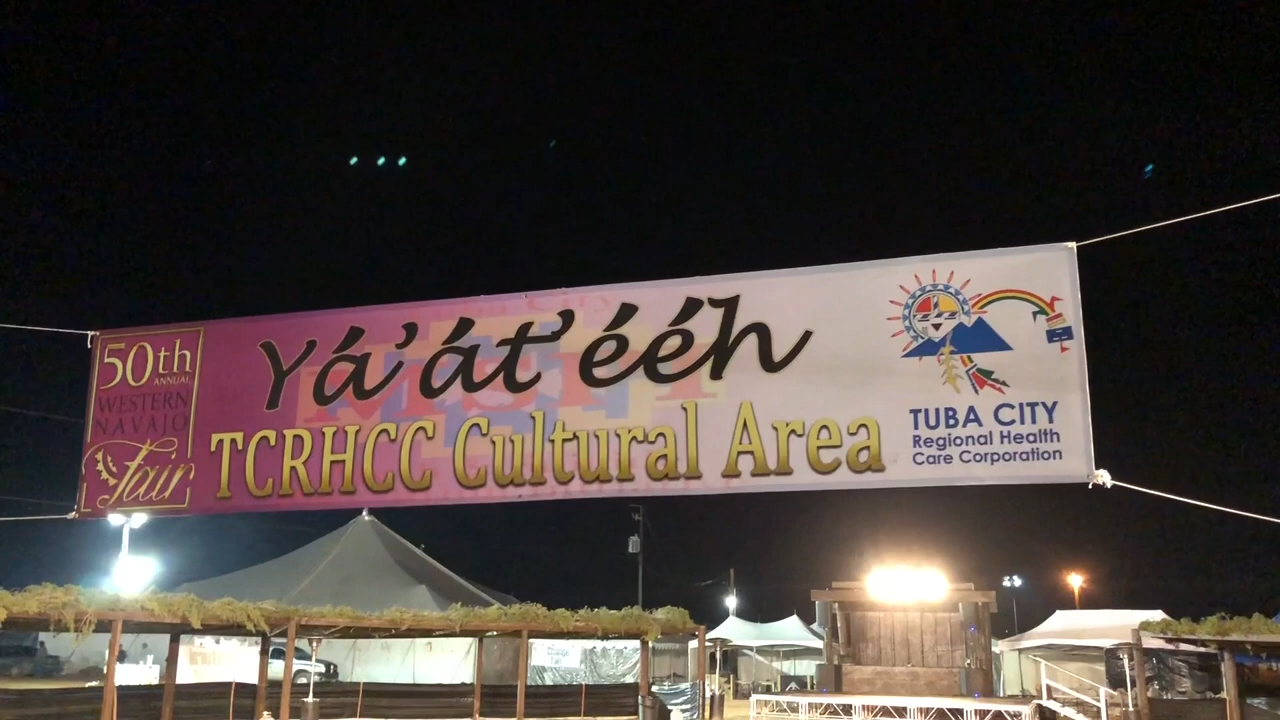 50th
ANNUAL
WESTERN
NAVAJO
fair
Yá'át'ééh
TCRHCC Cultural Area
TUBA CITY
Regional Health
Care Corporation